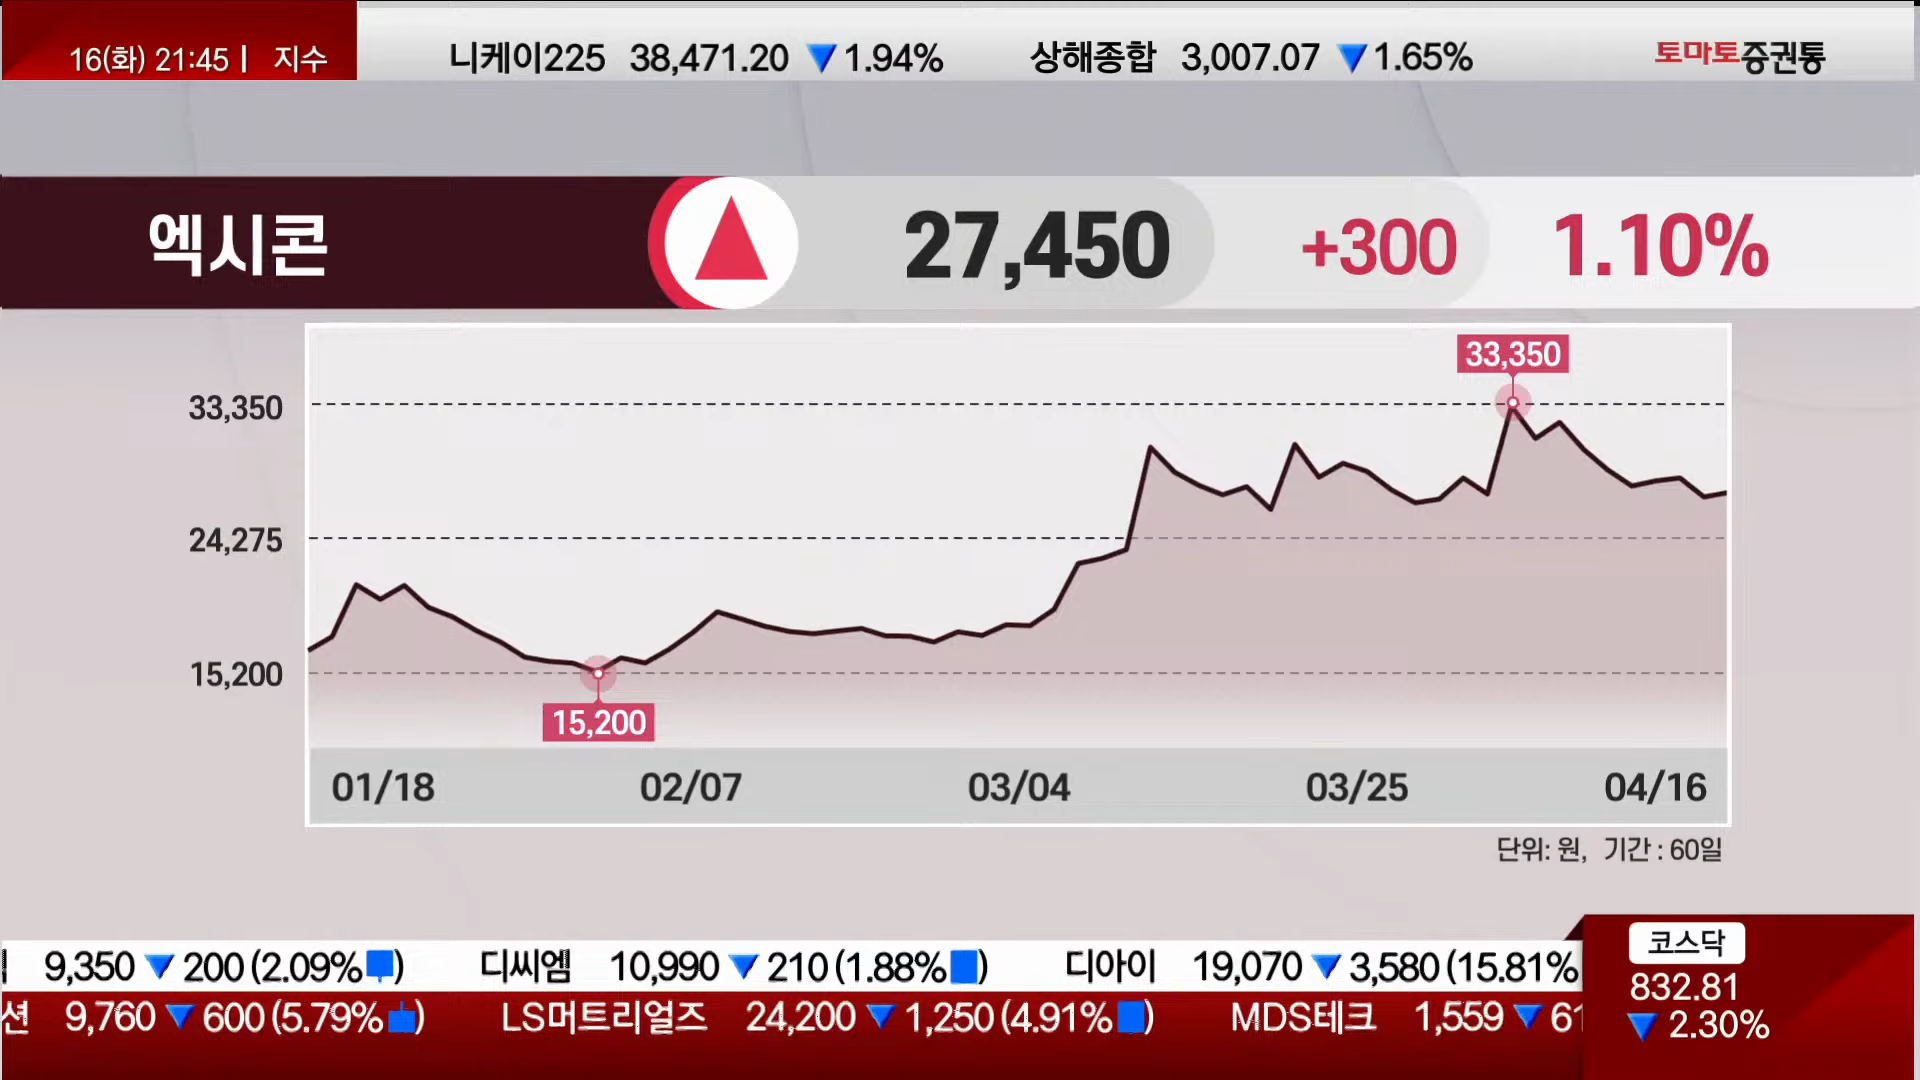 16(화) 21:45 | 지수 니케이225 38,471.20 ▼1.94% 상해종합 3,007.07 ▼1.65% 토마토증권통
엑시콘 ▲ 27,450 +300 1.10%
33,350
33,350
24,275
15,200
15,200
01/18 02/07 03/04 03/25 04/16
단위: 원, 기간 : 60일
9,350 ▼ 200 (2.09%) 디씨엠 10,990 ▼ 210 (1.88%) 디아이 19,070 ▼ 3,580 (15.81%
션 9,760 ▼ 600 (5.79%) LS머트리얼즈 24,200 ▼ 1,250 (4.91%) MDS테크 1,559 ▼ 61
코스닥
832.81
▼ 2.30%